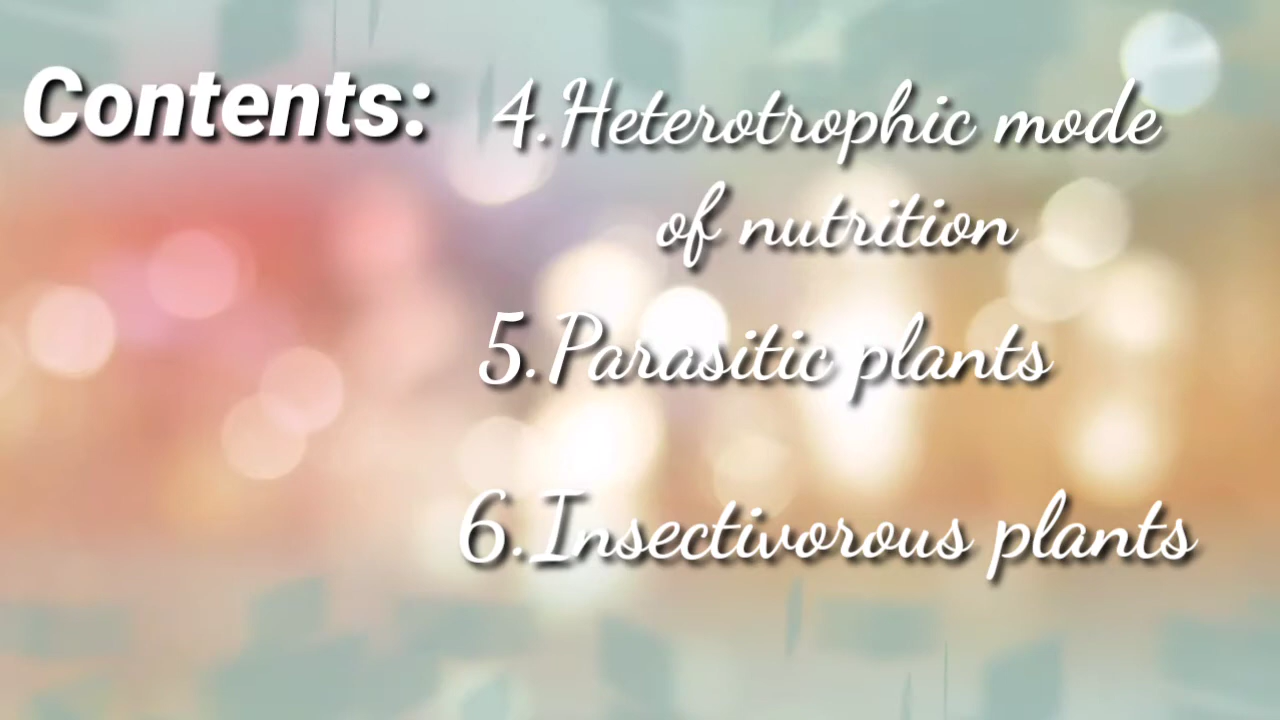 Contents:
4.Heterotrophic mode
of nutrition
5.Parasitic plants
6.Insectivorous plants